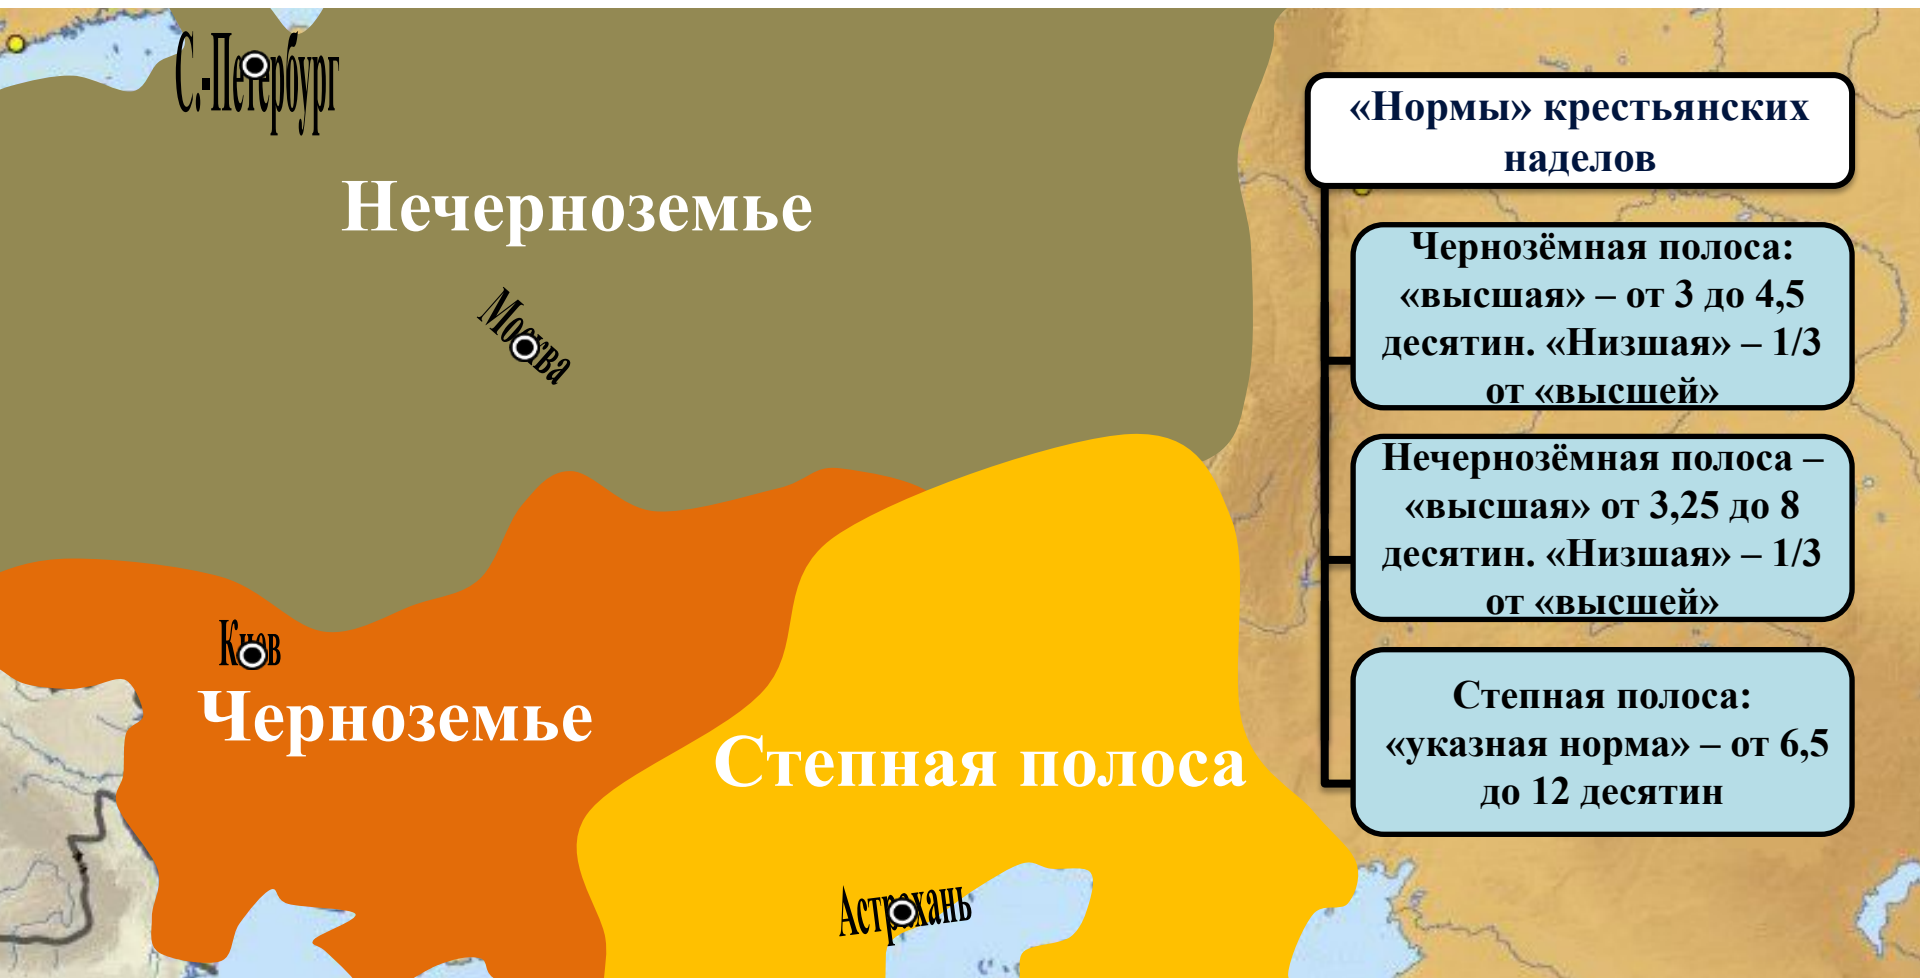 С.-Петербург
Нечерноземье
Москва
Киев
Черноземье
Степная полоса
Астрахань
«Нормы» крестьянских
наделов
Чернозёмная полоса:
«высшая» – от 3 до 4,5
десятин. «Низшая» – 1/3
от «высшей»
Нечернозёмная полоса –
«высшая» от 3,25 до 8
десятин. «Низшая» – 1/3
от «высшей»
Степная полоса:
«указная норма» – от 6,5
до 12 десятин